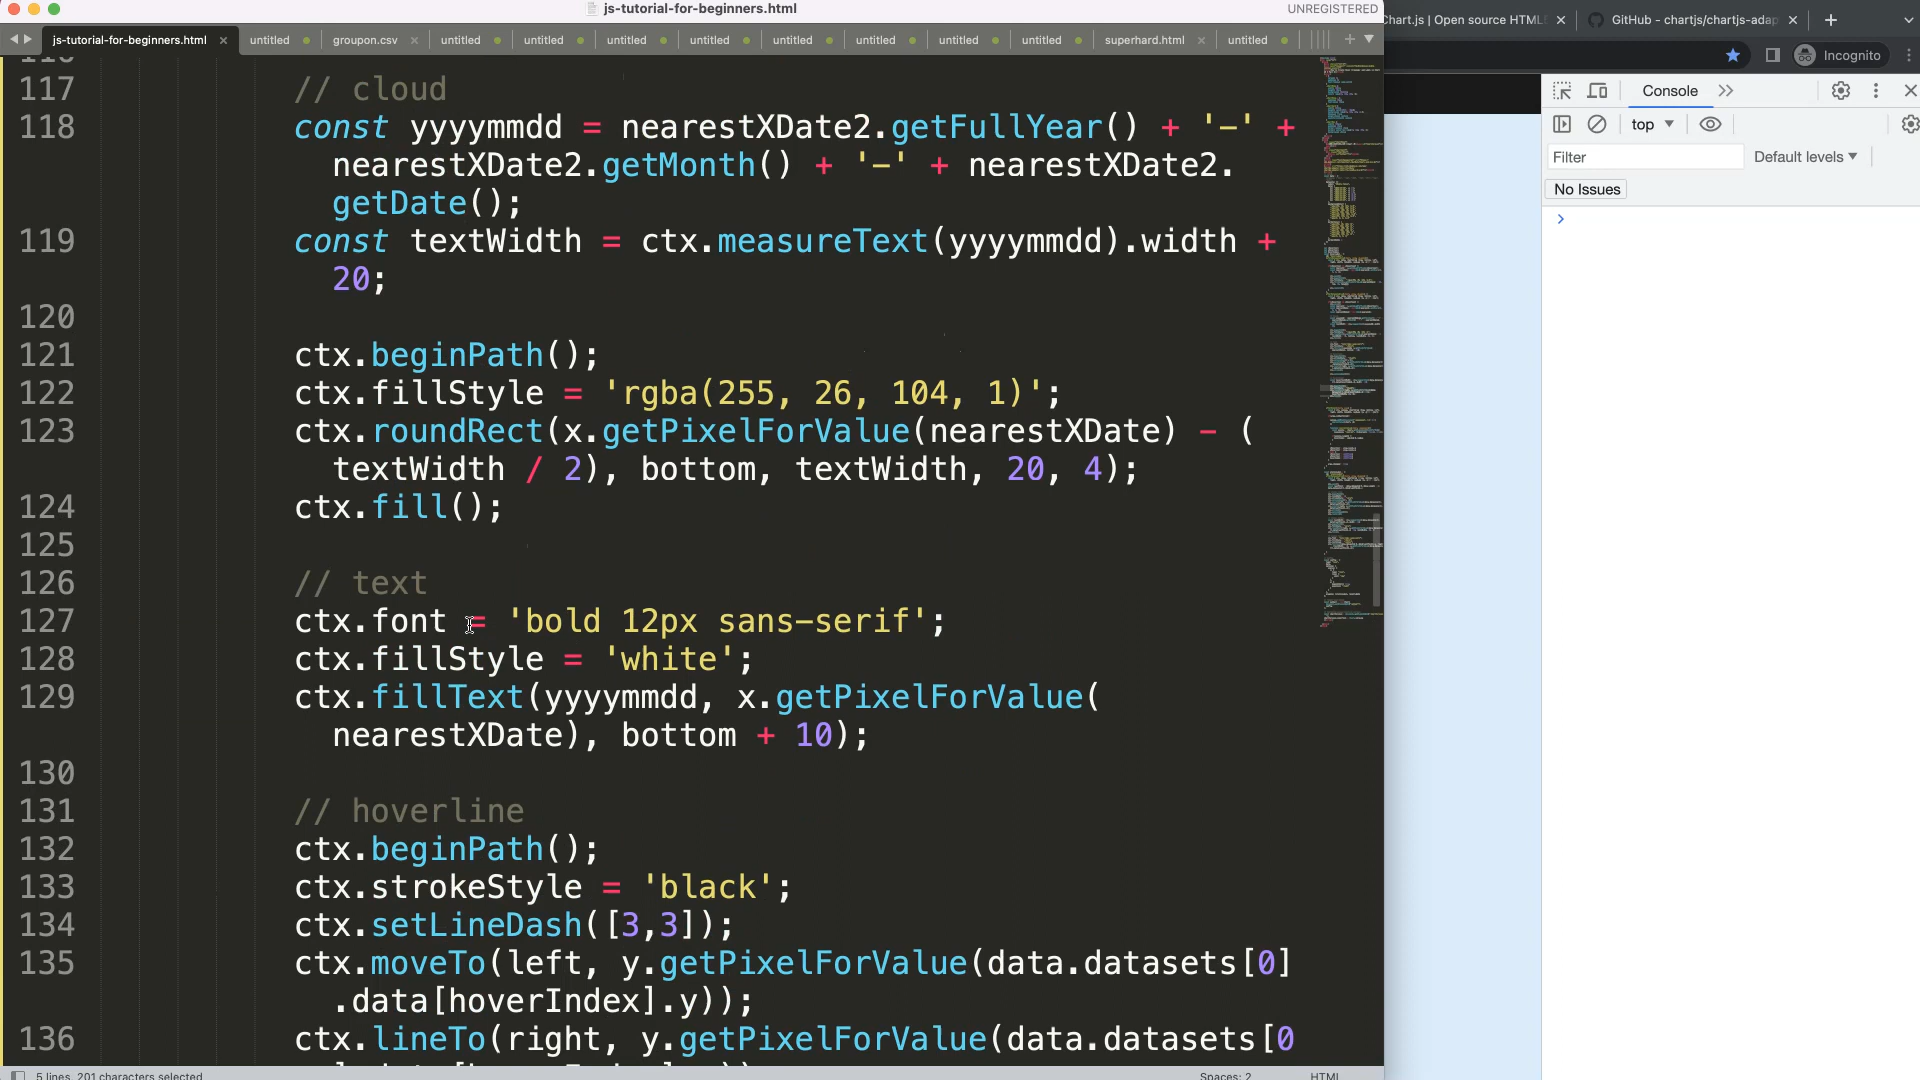 js-tutorial-for-beginners.html
UNREGISTERED
Chart.js | Open source HTML
GitHub - chartjs/chartjs-adap
js-tutorial-for-beginners.html untitled groupon.csv untitled untitled untitled untitled untitled untitled untitled untitled superhard.html untitled
Incognito
Console
top
Filter
Default levels
No Issues
117 // cloud
118 const yyyymmdd = nearestXDate2.getFullYear() + '-' +
nearestXDate2.getMonth() + '-' + nearestXDate2.
getDate();
119 const textWidth = ctx.measureText(yyyymmdd).width +
20;
120
121 ctx.beginPath();
122 ctx.fillStyle = 'rgba(255, 26, 104, 1)';
123 ctx.roundRect(x.getPixelForValue(nearestXDate) - (
textWidth / 2), bottom, textWidth, 20, 4);
124 ctx.fill();
125
126 // text
127 ctx.font = 'bold 12px sans-serif';
128 ctx.fillStyle = 'white';
129 ctx.fillText(yyyymmdd, x.getPixelForValue(
nearestXDate), bottom + 10);
130
131 // hoverline
132 ctx.beginPath();
133 ctx.strokeStyle = 'black';
134 ctx.setLineDash([3,3]);
135 ctx.moveTo(left, y.getPixelForValue(data.datasets[0]
.data[hoverIndex].y));
136 ctx.lineTo(right, y.getPixelForValue(data.datasets[0
5 lines, 201 characters selected
Spaces: 2
HTML